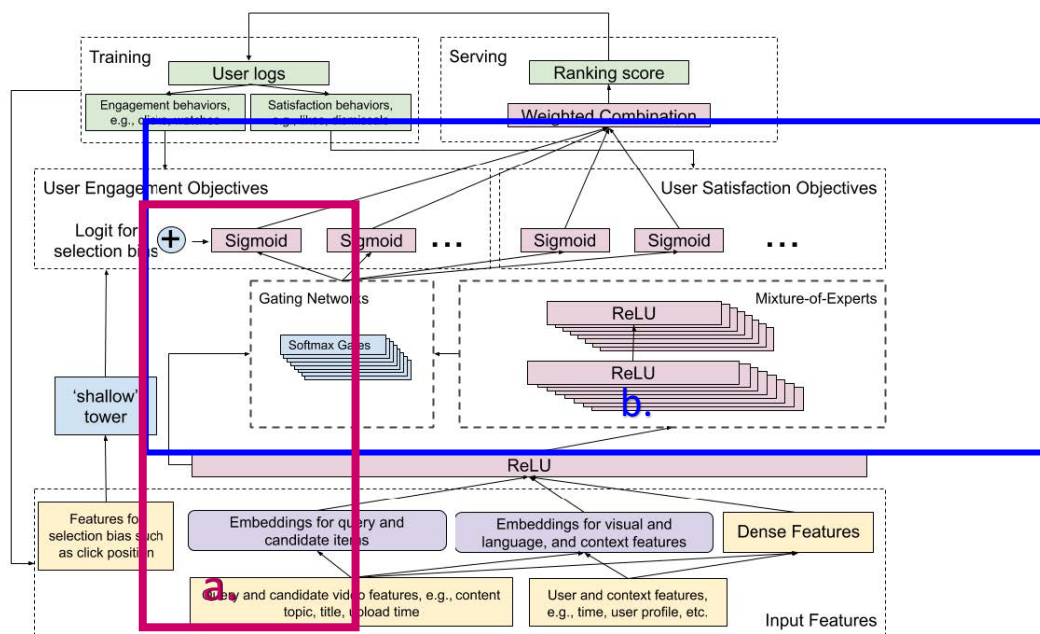 Training
Serving
User logs
Ranking score
Engagement behaviors,
e.g., clicks, watches
Satisfaction behaviors,
e.g., likes, dismissals
Weighted Combination
User Engagement Objectives
User Satisfaction Objectives
Logit for
selection bias
+
Sigmoid
Sigmoid
...
Sigmoid
Sigmoid
...
Gating Networks
Mixture-of-Experts
ReLU
Softmax Gates
ReLU
b.
'shallow'
tower
ReLU
Features for
selection bias such
as click position
Embeddings for query and
candidate items
Embeddings for visual and
language, and context features
Dense Features
a.
Query and candidate video features, e.g., content
topic, title, upload time
User and context features,
e.g., time, user profile, etc.
Input Features